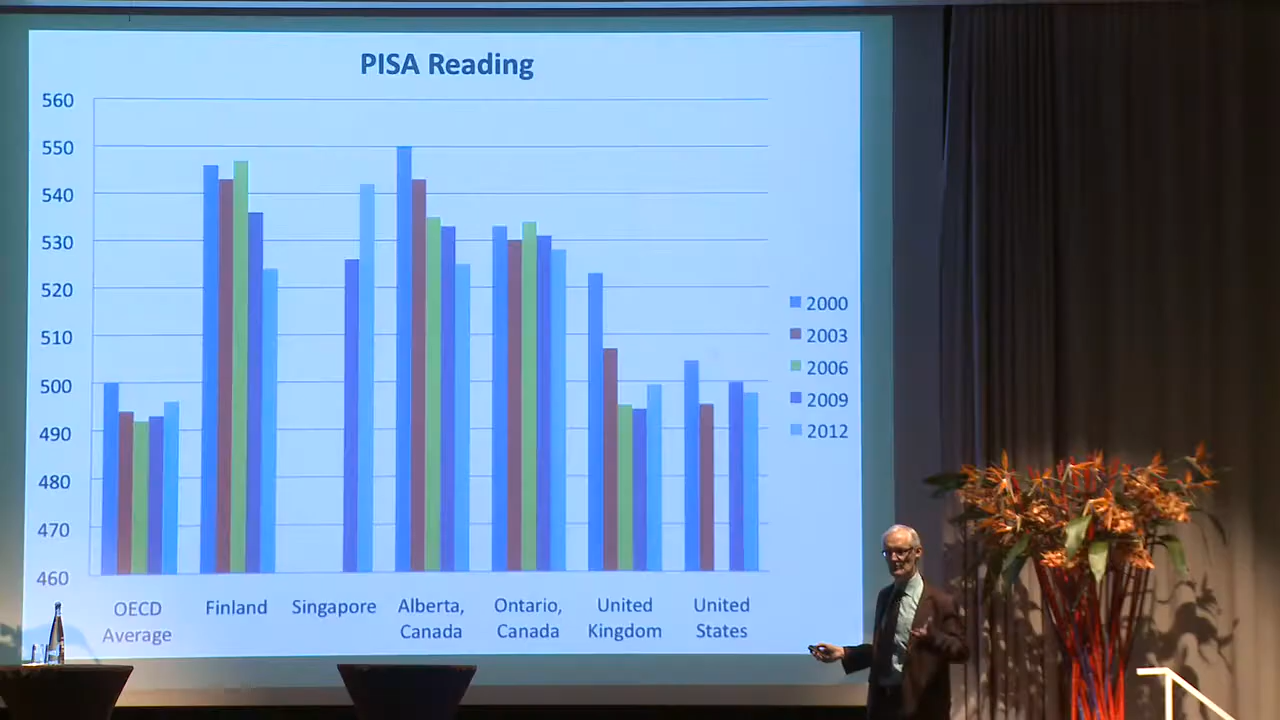 PISA Reading
560
550
540
530
520
510
500
490
480
470
460
OECD
Average
Finland
Singapore
Alberta,
Canada
Ontario,
Canada
United
Kingdom
United
States
2000
2003
2006
2009
2012